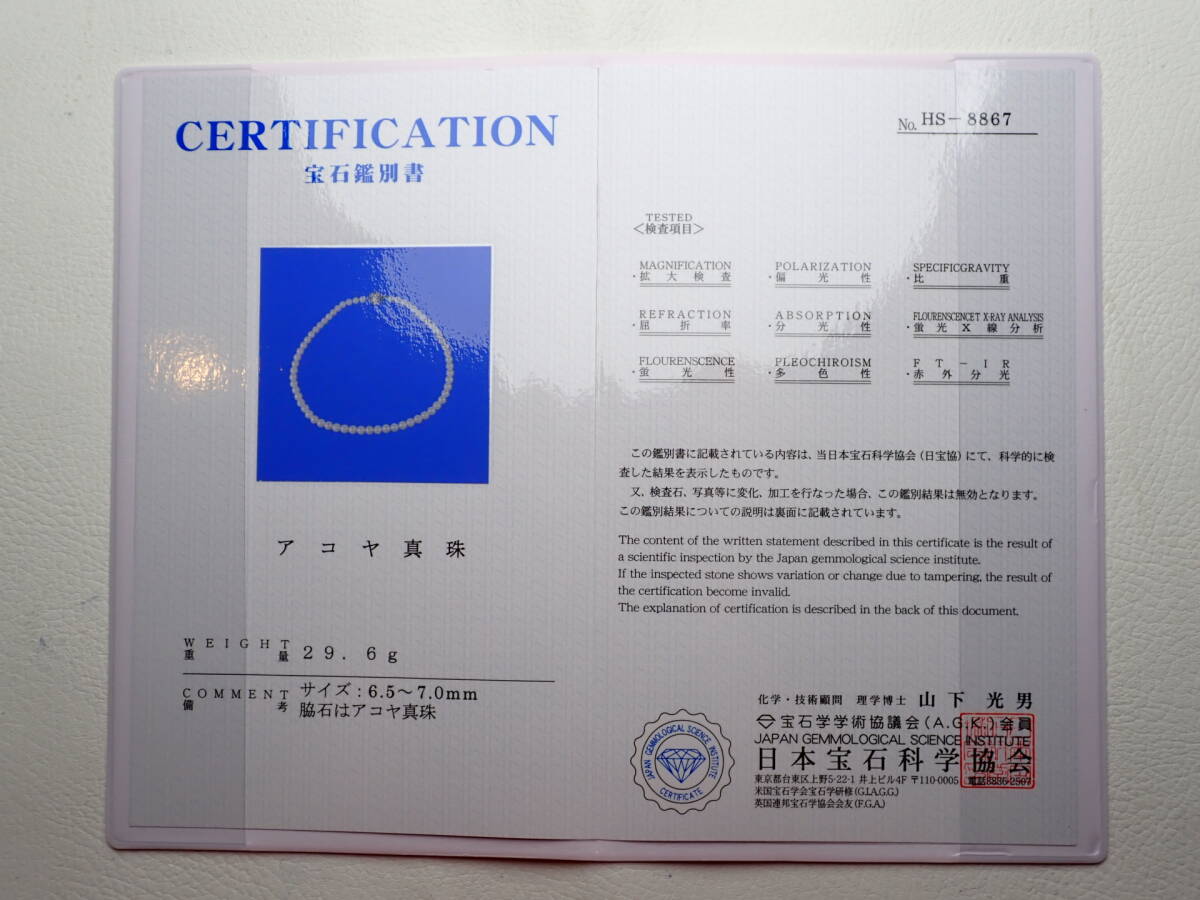 CERTIFICATION
宝石鑑別書
アコヤ真珠
WEIGHT
重量 29.6g
COMMENT サイズ:6.5～7.0mm
備考 脇石はアコヤ真珠
No. HS-8867
TESTED
<検査項目>
MAGNIFICATION POLARIZATION SPECIFICGRAVITY
・拡大検査 ・偏光性 ・比重
REFRACTION ABSORPTION FLOURENSCENCET X-RAY ANALYSIS
・屈折率 ・分光性 ・蛍光X線分析
FLOURENSCENCE PLEOCHROISM FT-IR
・蛍光性 ・多色性 ・赤外分光
この鑑別書に記載されている内容は、当日本宝石科学協会(日宝協)にて、科学的に検
査した結果を表示したものです。
又、検査石、写真等に変化、加工を行なった場合、この鑑別結果は無効となります。
この鑑別結果についての説明は裏面に記載されています。
The content of the written statement described in this certificate is the result of
a scientific inspection by the Japan gemmological science institute.
If the inspected stone shows variation or change due to tampering, the result of
the certification become invalid.
The explanation of certification is described in the back of this document.
化学・技術顧問 理学博士 山下光男
宝石学学術協議会(A.G.K.)会員
JAPAN GEMMOLOGICAL SCIENCE INSTITUTE
日本宝石科学協会
東京都台東区上野5-22-1 井上ビル4F 〒110-0005 電話3836-2567
米国宝石学会宝石学研修(G.I.A.G.G.)
英国連邦宝石学協会会友(F.G.A.)
JAPAN GEMMOLOGICAL SCIENCE INSTITUTE
CERTIFICATE